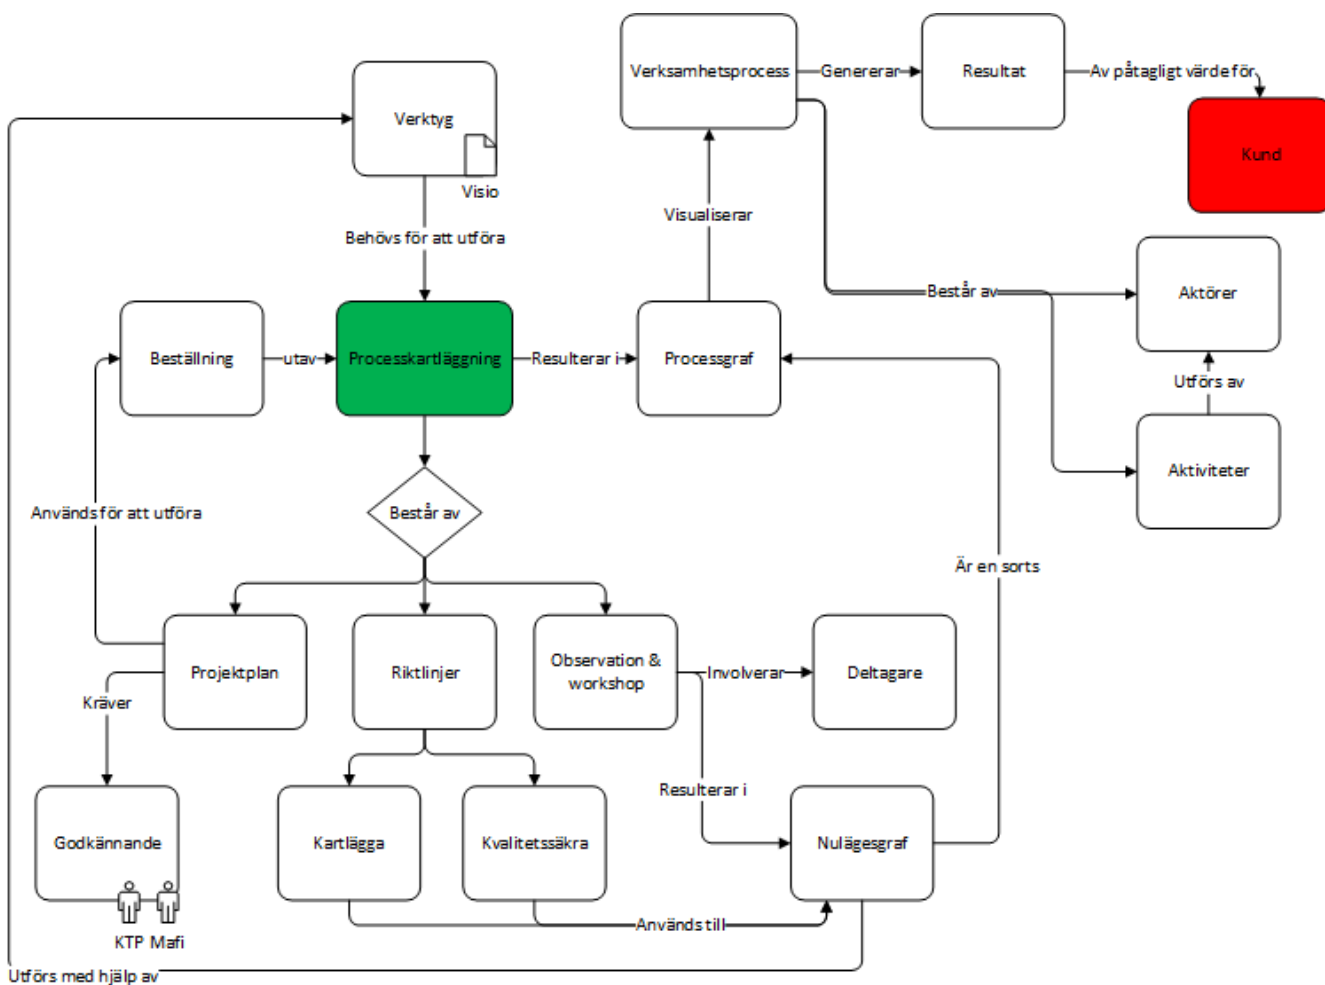 Verksamhetsprocess
Genererar
Resultat
Av påtagligt värde för
Verktyg
Visio
Kund
Visualiserar
Behövs för att utföra
Består av
Aktörer
Beställning
utav
Processkartläggning
Resulterar i
Processgraf
Utförs av
Aktiviteter
Används för att utföra
Består av
Är en sorts
Projektplan
Riktlinjer
Observation &
workshop
Involverar
Deltagare
Kräver
Resulterar i
Godkännande
Kartlägga
Kvalitetssäkra
Nulägesgraf
Används till
KTP Mafi
Utförs med hjälp av